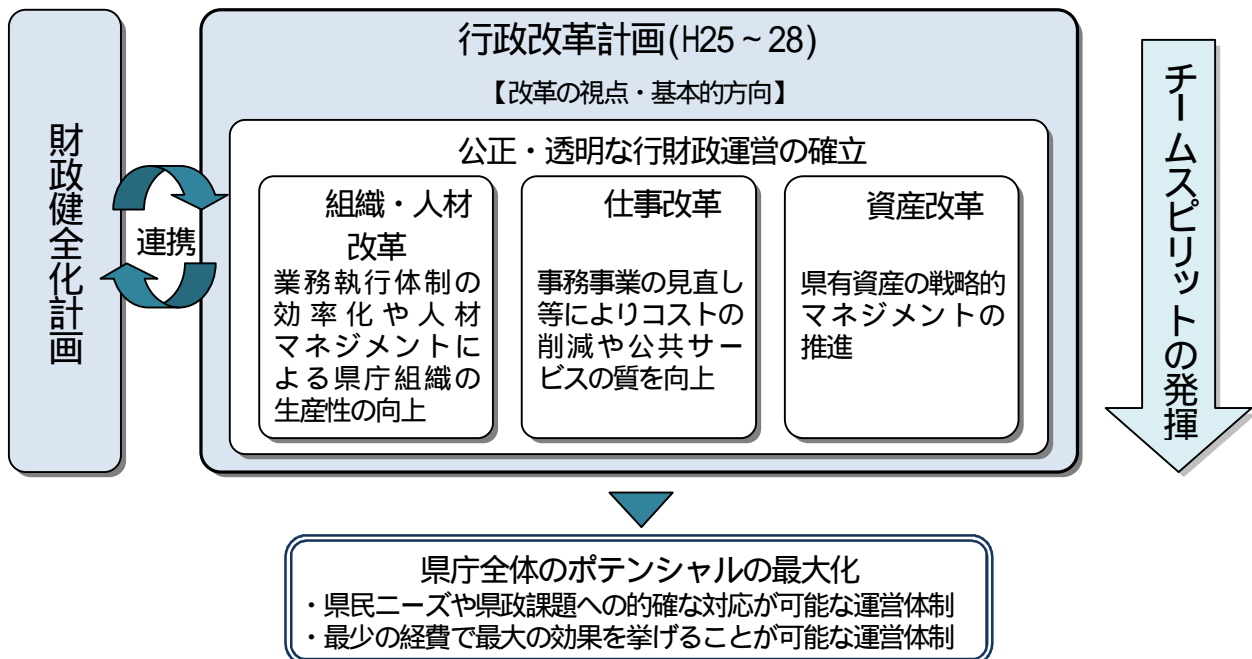 財政健全化計画
連携
行政改革計画(H25~28)
【改革の視点・基本的方向】
公正・透明な行財政運営の確立
組織・人材
改革
業務執行体制の
効率化や人材
マネジメントに
よる県庁組織の
生産性の向上
仕事改革
事務事業の見直し
等によりコストの
削減や公共サー
ビスの質を向上
資産改革
県有資産の戦略的
マネジメントの
推進
チームスピリットの発揮
県庁全体のポテンシャルの最大化
・県民ニーズや県政課題への的確な対応が可能な運営体制
・最少の経費で最大の効果を挙げることが可能な運営体制